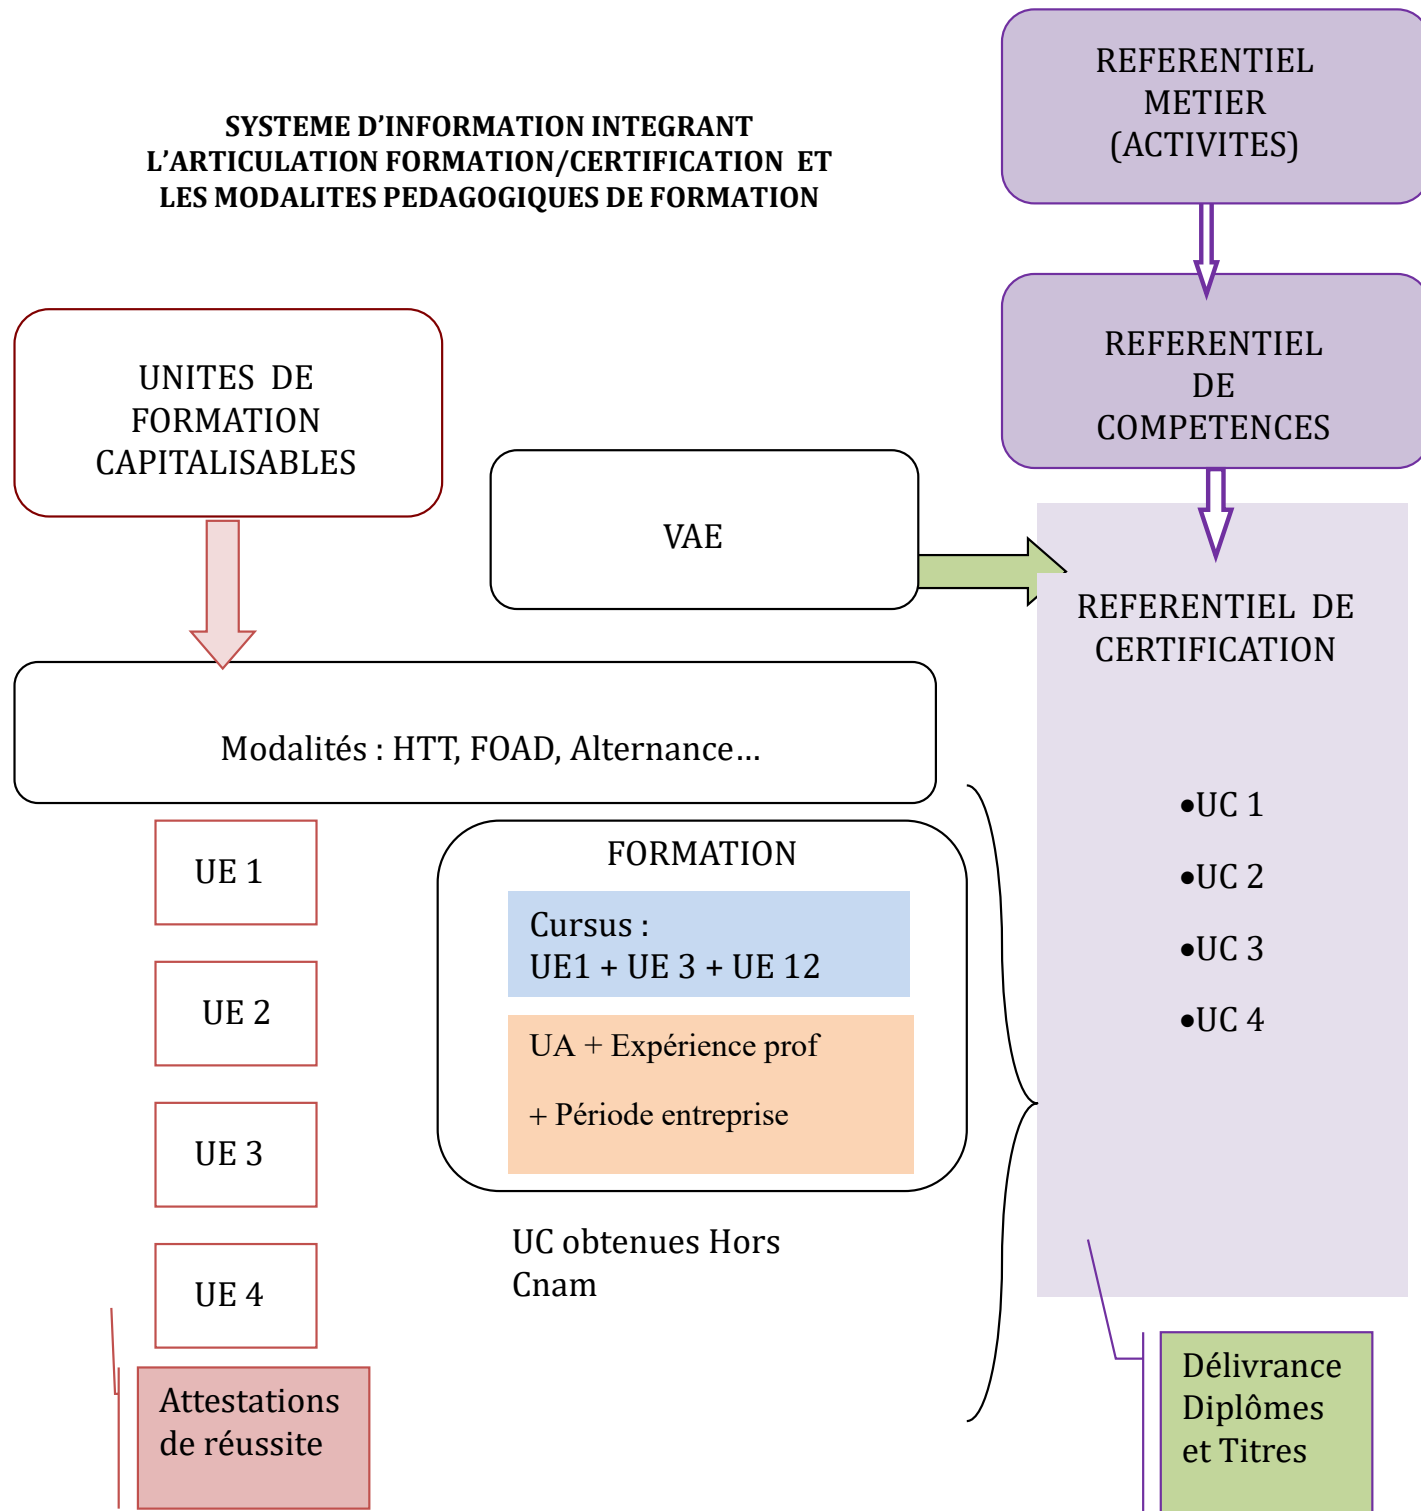 SYSTEME D'INFORMATION INTEGRANT
L'ARTICULATION FORMATION/CERTIFICATION ET
LES MODALITES PEDAGOGIQUES DE FORMATION
RÉFERENTIEL
METIER
(ACTIVITES)
REFERENTIEL
DE
COMPETENCES
UNITES DE
FORMATION
CAPITALISABLES
VAE
REFERENTIEL DE
CERTIFICATION
•UC 1
•UC 2
•UC 3
•UC 4
Modalités : HTT, FOAD, Alternance…
UE 1
UE 2
UE 3
UE 4
FORMATION
Cursus :
UE1 + UE 3 + UE 12
UA + Expérience prof
+ Période entreprise
UC obtenues Hors
Cnam
Attestations
de réussite
Délivrance
Diplômes
et Titres